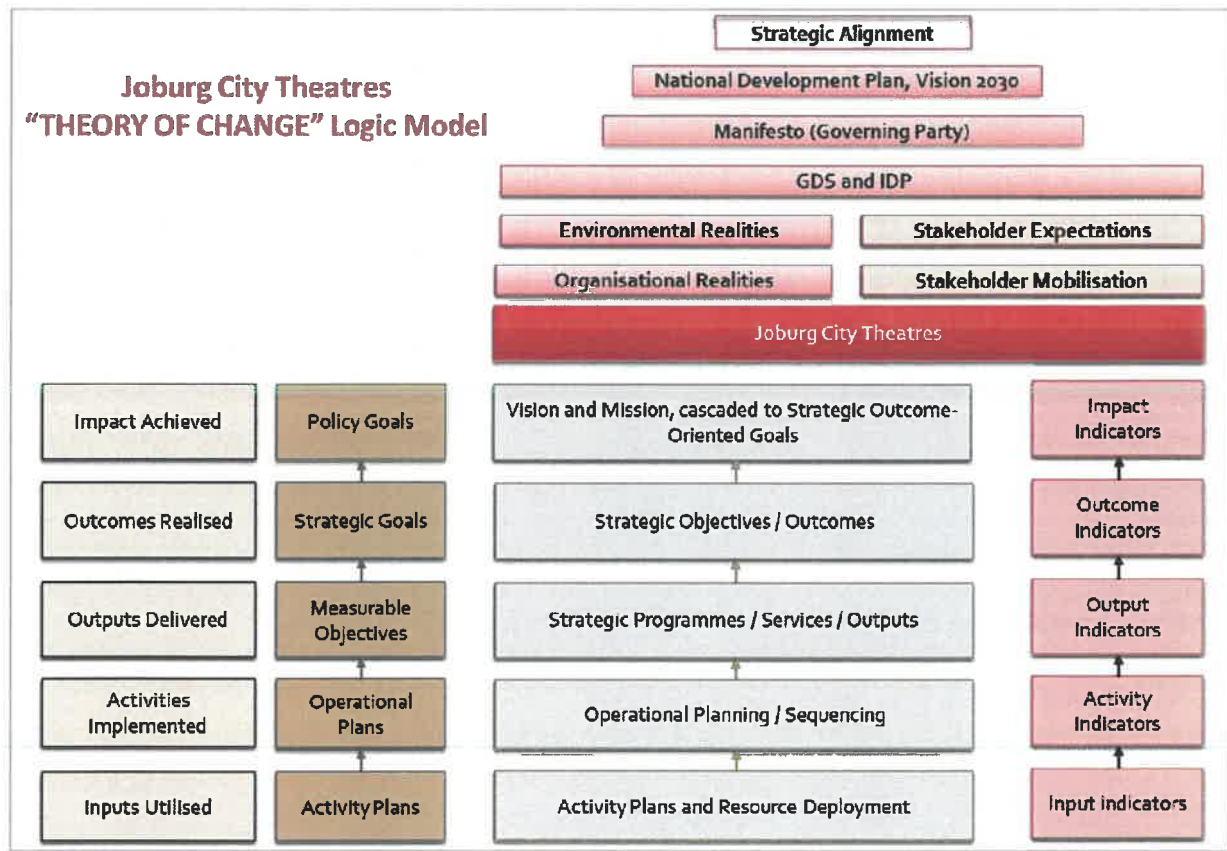 Strategic Alignment
Joburg City Theatres
"THEORY OF CHANGE" Logic Model
National Development Plan, Vision 2030
Manifesto (Governing Party)
GDS and IDP
Environmental Realities
Stakeholder Expectations
Organisational Realities
Stakeholder Mobilisation
Joburg City Theatres
Impact Achieved
Policy Goals
Vision and Mission, cascaded to Strategic Outcome-
Oriented Goals
Impact
Indicators
Outcomes Realised
Strategic Goals
Strategic Objectives / Outcomes
Outcome
Indicators
Outputs Delivered
Measurable
Objectives
Strategic Programmes / Services / Outputs
Output
Indicators
Activities
Implemented
Operational
Plans
Operational Planning / Sequencing
Activity
Indicators
Inputs Utilised
Activity Plans
Activity Plans and Resource Deployment
Input indicators